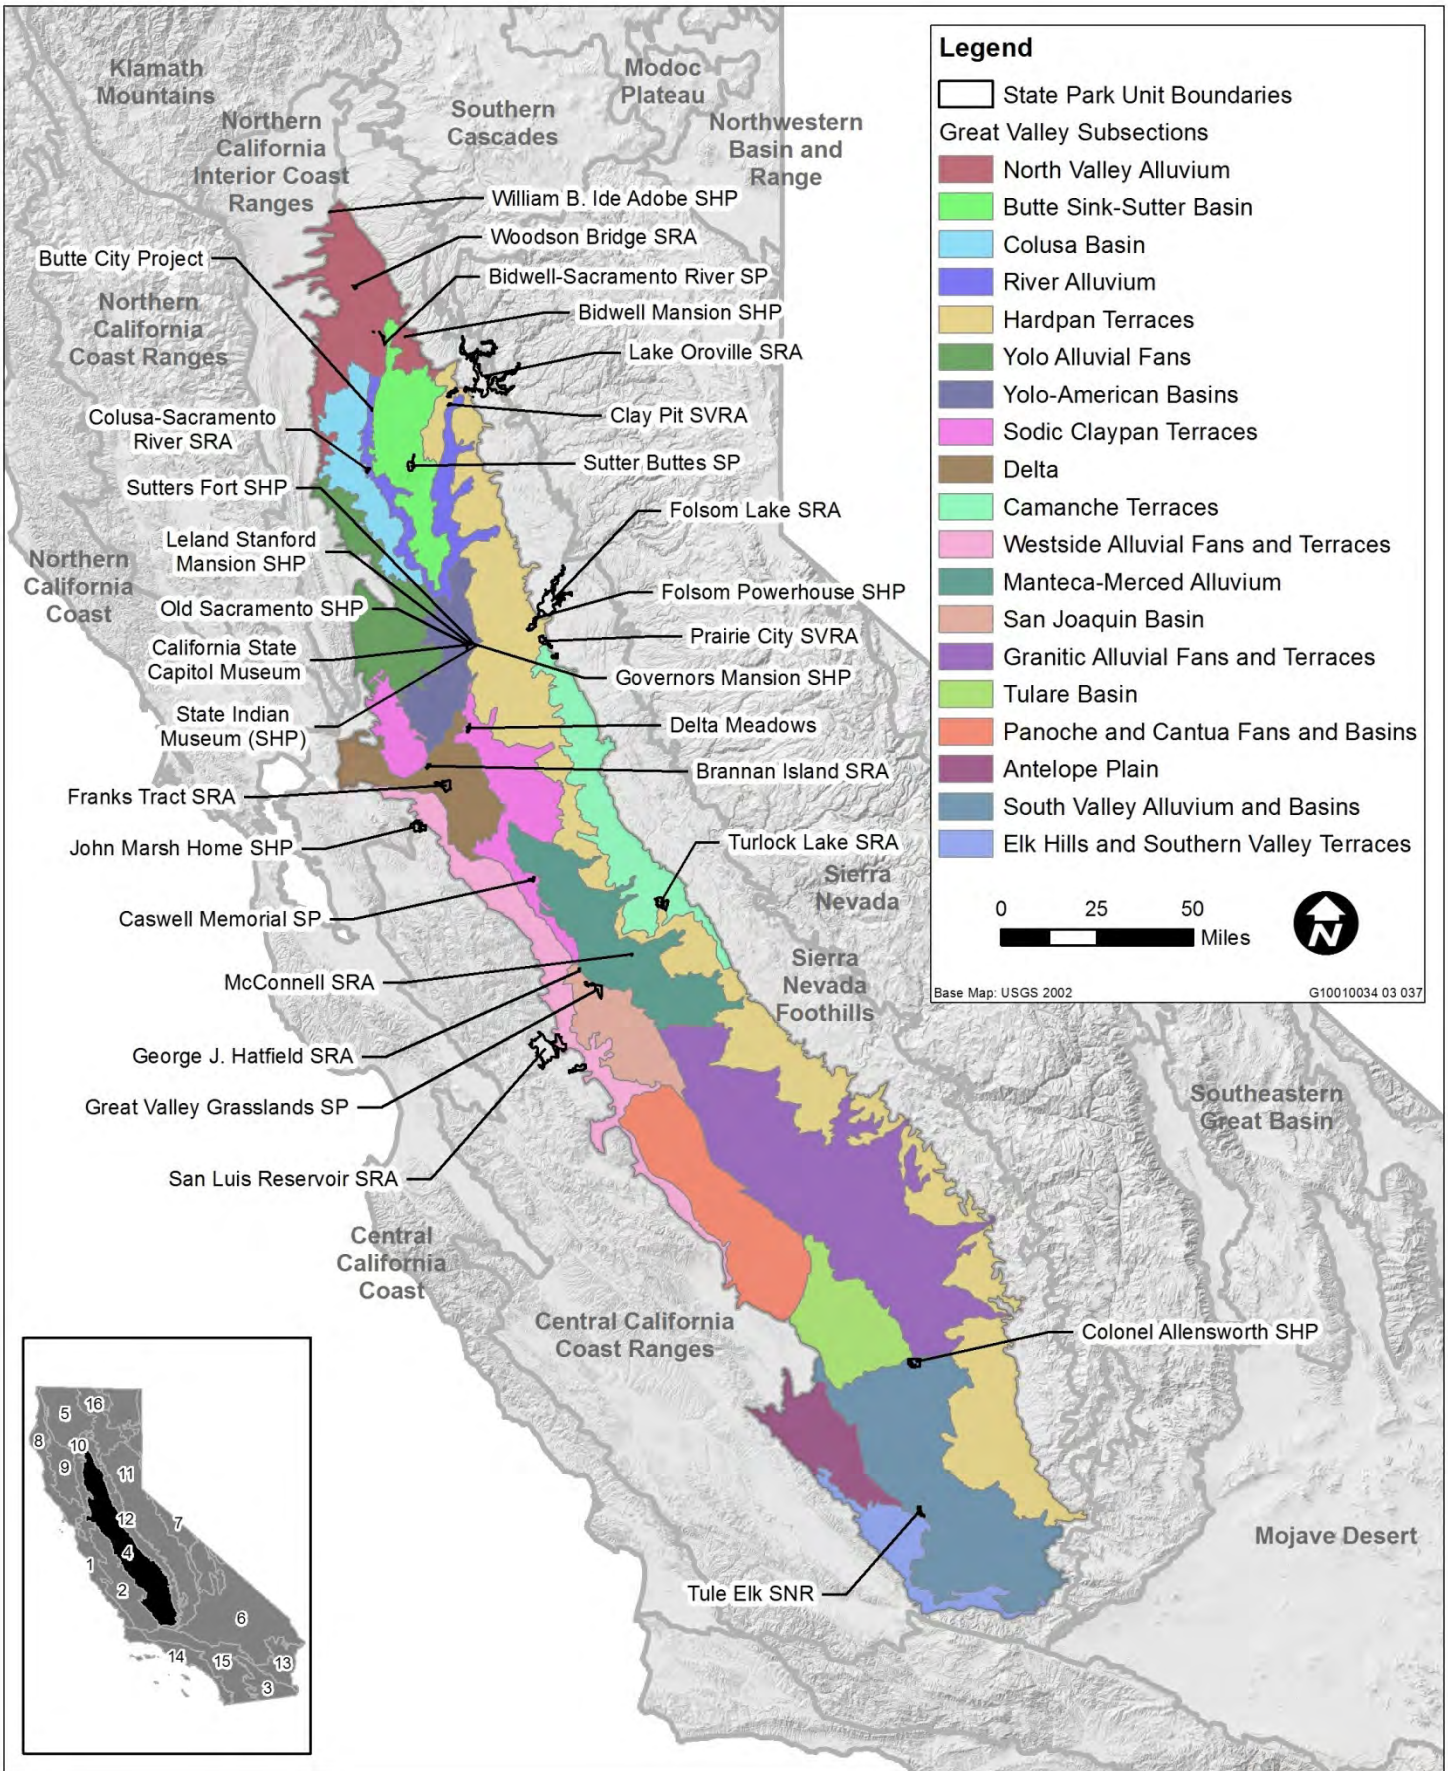 Klamath
Mountains
Modoc
Plateau
Southern
Cascades
Northern
California
Interior Coast
Ranges
Northwestern
Basin and
Range
William B. Ide Adobe SHP
Woodson Bridge SRA
Butte City Project
Bidwell-Sacramento River SP
Bidwell Mansion SHP
Northern
California
Coast Ranges
Lake Oroville SRA
Colusa-Sacramento
River SRA
Clay Pit SVRA
Sutter Buttes SP
Sutters Fort SHP
Folsom Lake SRA
Leland Stanford
Mansion SHP
Northern
California
Coast
Folsom Powerhouse SHP
Old Sacramento SHP
Prairie City SVRA
California State
Capitol Museum
Governors Mansion SHP
State Indian
Museum (SHP)
Delta Meadows
Brannan Island SRA
Franks Tract SRA
John Marsh Home SHP
Turlock Lake SRA
Sierra
Nevada
Caswell Memorial SP
Sierra
Nevada
Foothills
McConnell SRA
George J. Hatfield SRA
Great Valley Grasslands SP
Southeastern
Great Basin
San Luis Reservoir SRA
Central
California
Coast
Central California
Coast Ranges
Colonel Allensworth SHP
Mojave Desert
Tule Elk SNR
Legend
State Park Unit Boundaries
Great Valley Subsections
North Valley Alluvium
Butte Sink-Sutter Basin
Colusa Basin
River Alluvium
Hardpan Terraces
Yolo Alluvial Fans
Yolo-American Basins
Sodic Claypan Terraces
Delta
Camanche Terraces
Westside Alluvial Fans and Terraces
Manteca-Merced Alluvium
San Joaquin Basin
Granitic Alluvial Fans and Terraces
Tulare Basin
Panoche and Cantua Fans and Basins
Antelope Plain
South Valley Alluvium and Basins
Elk Hills and Southern Valley Terraces
0 25 50
Miles
N
Base Map: USGS 2002
G10010034 03 037
16
5
8
10
9
11
12
7
4
1
2
6
14
15
13
3